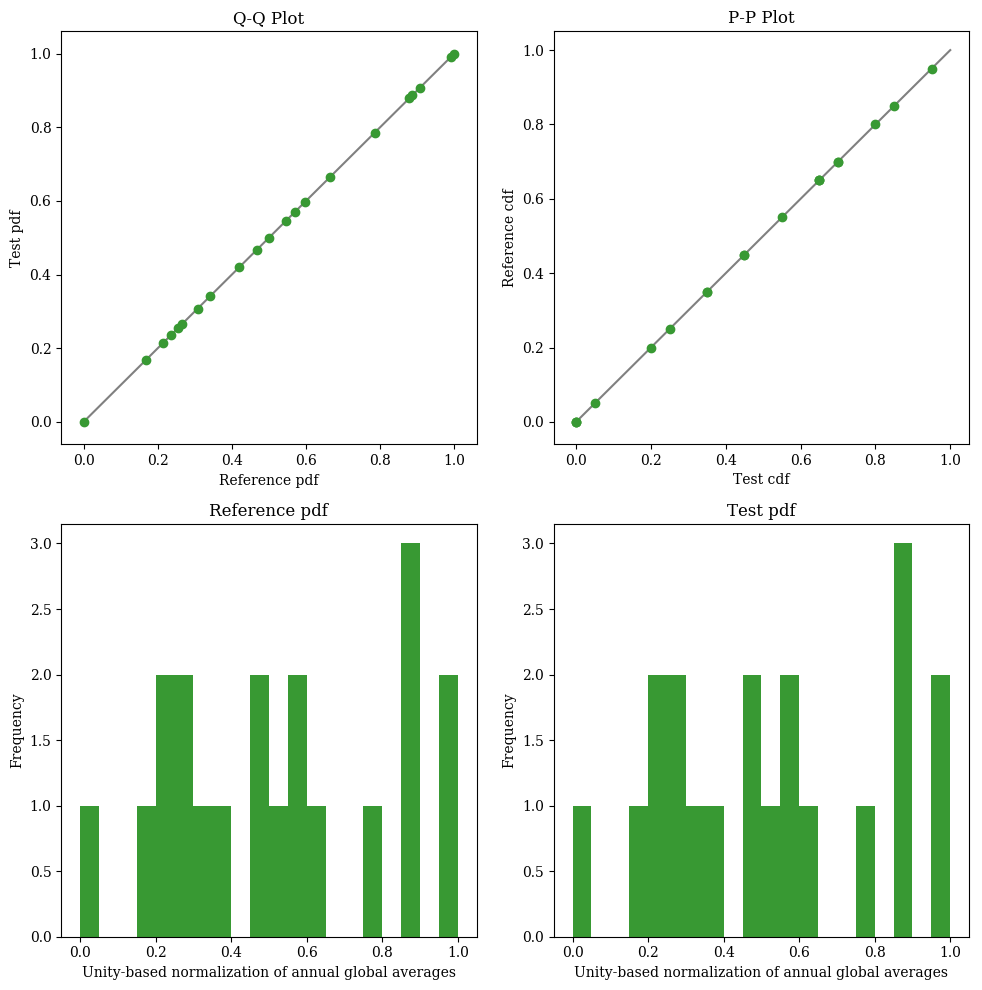 Q-Q Plot
1.0
0.8
0.6
0.4
0.2
0.0
Test pdf
0.0 0.2 0.4 0.6 0.8 1.0
Reference pdf
P-P Plot
1.0
0.8
0.6
0.4
0.2
0.0
Reference cdf
0.0 0.2 0.4 0.6 0.8 1.0
Test cdf
Reference pdf
3.0
2.5
2.0
1.5
1.0
0.5
0.0
Frequency
0.0 0.2 0.4 0.6 0.8 1.0
Unity-based normalization of annual global averages
Test pdf
3.0
2.5
2.0
1.5
1.0
0.5
0.0
Frequency
0.0 0.2 0.4 0.6 0.8 1.0
Unity-based normalization of annual global averages